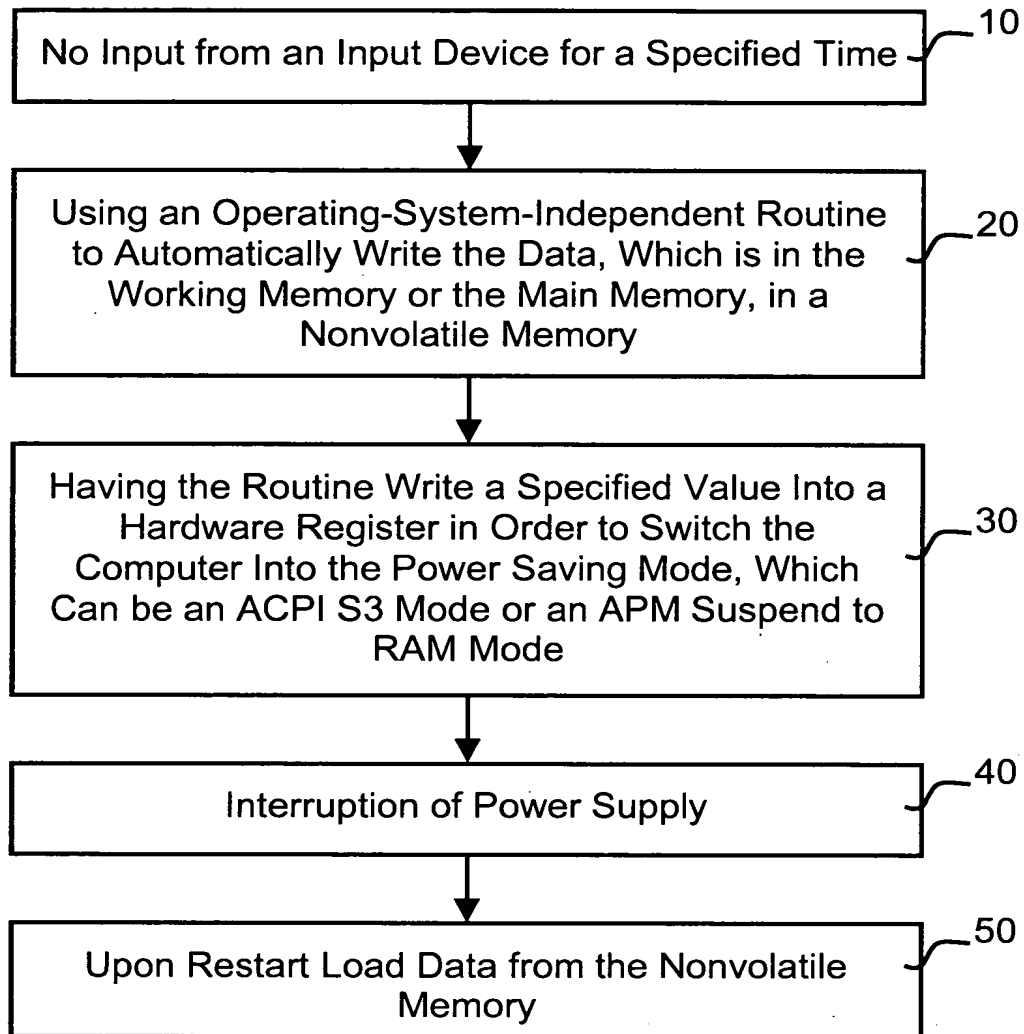 10
No Input from an Input Device for a Specified Time
20
Using an Operating-System-Independent Routine
to Automatically Write the Data, Which is in the
Working Memory or the Main Memory, in a
Nonvolatile Memory
30
Having the Routine Write a Specified Value Into a
Hardware Register in Order to Switch the
Computer Into the Power Saving Mode, Which
Can be an ACPI S3 Mode or an APM Suspend to
RAM Mode
40
Interruption of Power Supply
50
Upon Restart Load Data from the Nonvolatile
Memory